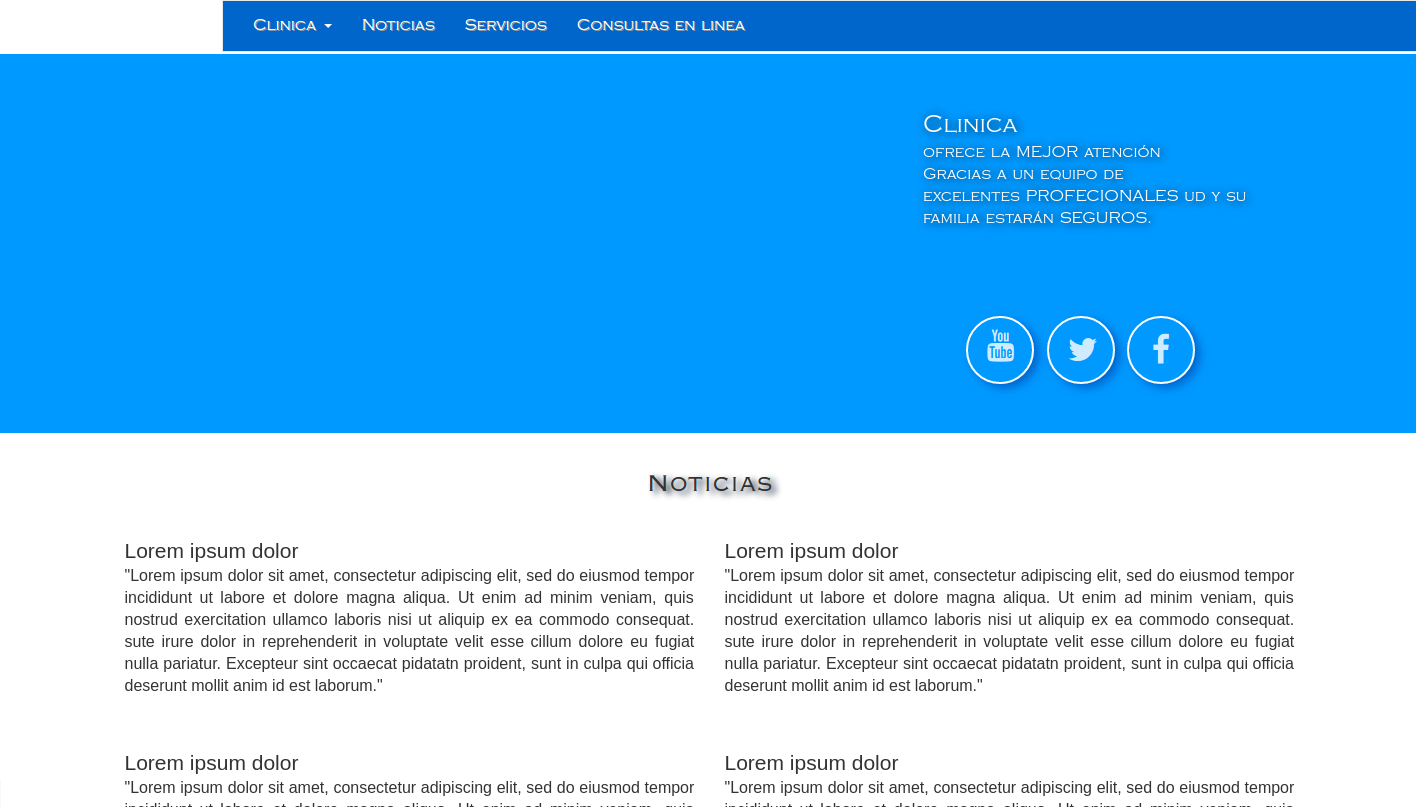 Clinica
Noticias
Servicios
Consultas en linea
Clinica
ofrece la MEJOR atención
Gracias a un equipo de
excelentes PROFECIONALES ud y su
familia estarán SEGUROS.
You
Tube
Noticias
Lorem ipsum dolor
"Lorem ipsum dolor sit amet, consectetur adipiscing elit, sed do eiusmod tempor
incididunt ut labore et dolore magna aliqua. Ut enim ad minim veniam, quis
nostrud exercitation ullamco laboris nisi ut aliquip ex ea commodo consequat.
sute irure dolor in reprehenderit in voluptate velit esse cillum dolore eu fugiat
nulla pariatur. Excepteur sint occaecat pidatatn proident, sunt in culpa qui officia
deserunt mollit anim id est laborum."
Lorem ipsum dolor
"Lorem ipsum dolor sit amet, consectetur adipiscing elit, sed do eiusmod tempor
incididunt ut labore et dolore magna aliqua. Ut enim ad minim veniam, quis
nostrud exercitation ullamco laboris nisi ut aliquip ex ea commodo consequat.
sute irure dolor in reprehenderit in voluptate velit esse cillum dolore eu fugiat
nulla pariatur. Excepteur sint occaecat pidatatn proident, sunt in culpa qui officia
deserunt mollit anim id est laborum."
Lorem ipsum dolor
"Lorem ipsum dolor sit amet, consectetur adipiscing elit, sed do eiusmod tempor
Lorem ipsum dolor
"Lorem ipsum dolor sit amet, consectetur adipiscing elit, sed do eiusmod tempor